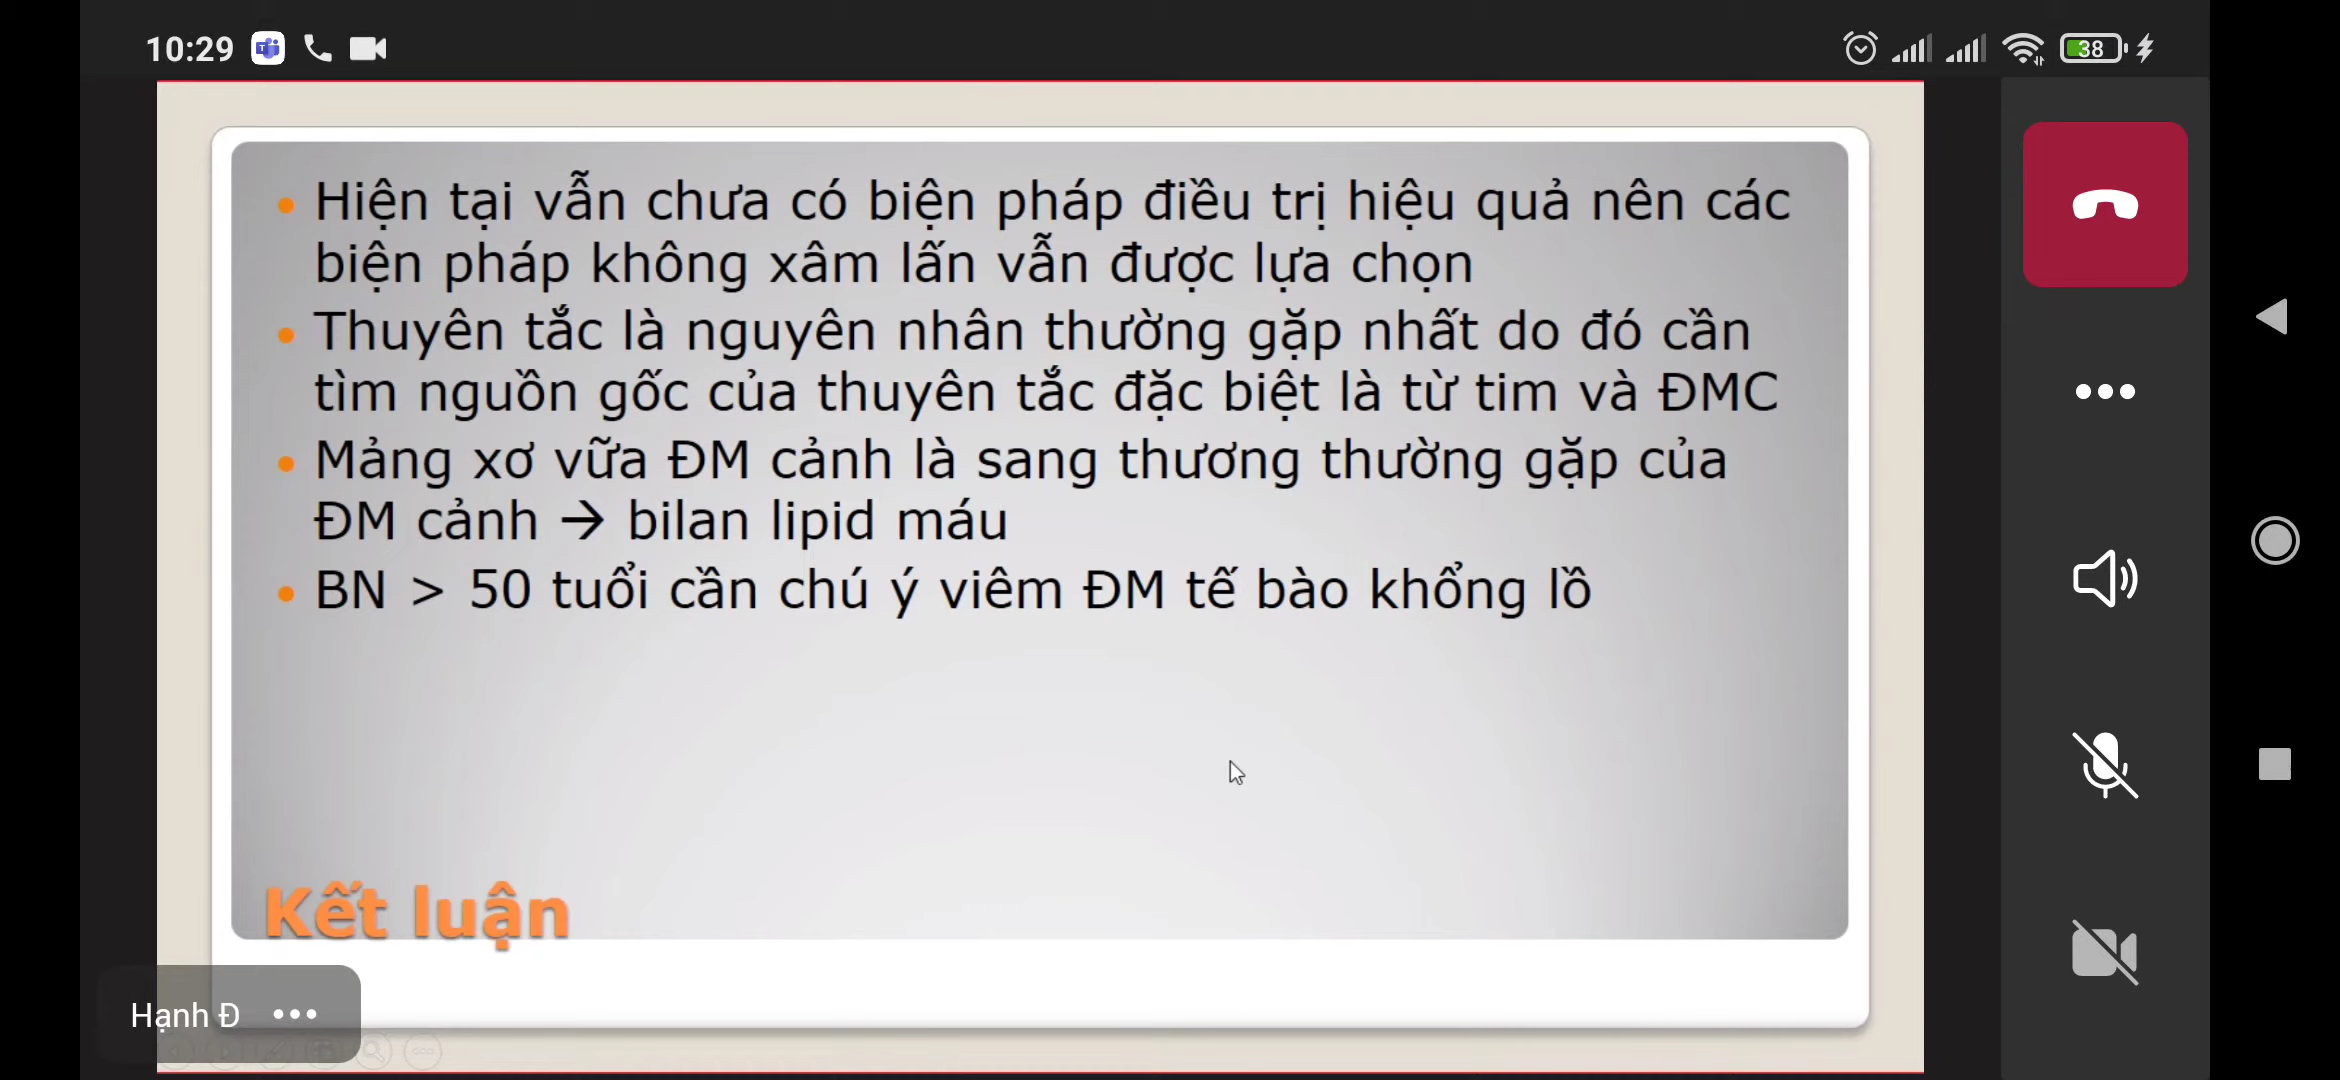 10:29
38
Hiện tại vẫn chưa có biện pháp điều trị hiệu quả nên các
biện pháp không xâm lấn vẫn được lựa chọn
Thuyên tắc là nguyên nhân thường gặp nhất do đó cần
tìm nguồn gốc của thuyên tắc đặc biệt là từ tim và ĐMC
Mảng xơ vữa ĐM cảnh là sang thương thường gặp của
ĐM cảnh → bilan lipid máu
BN > 50 tuổi cần chú ý viêm ĐM tế bào khổng lồ
Kết luận
Hạnh Đ